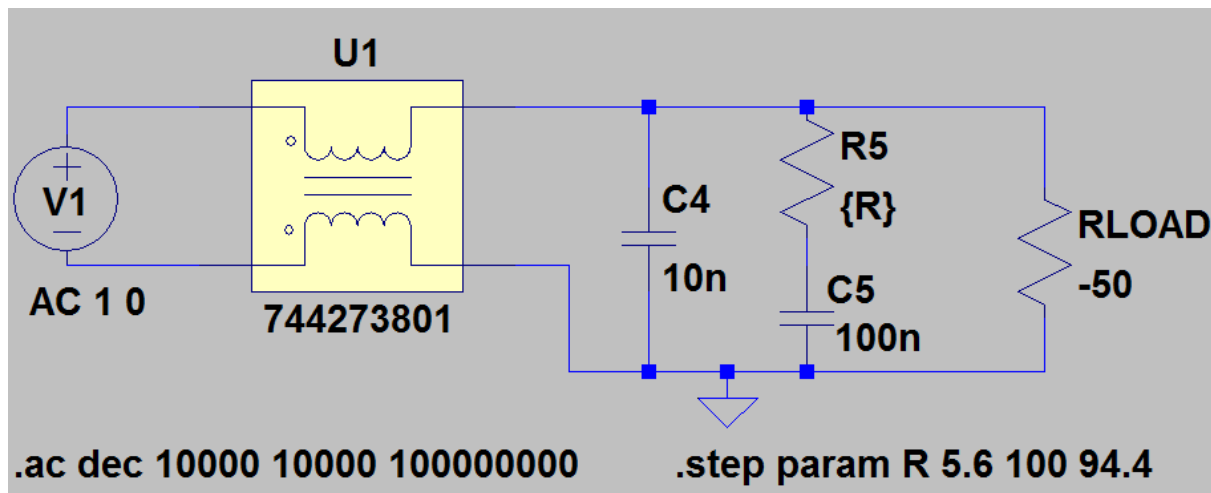 U1
V1
AC 1 0
744273801
C4
10n
R5
{R}
C5
100n
RLOAD
-50
.ac dec 10000 10000 100000000
.step param R 5.6 100 94.4